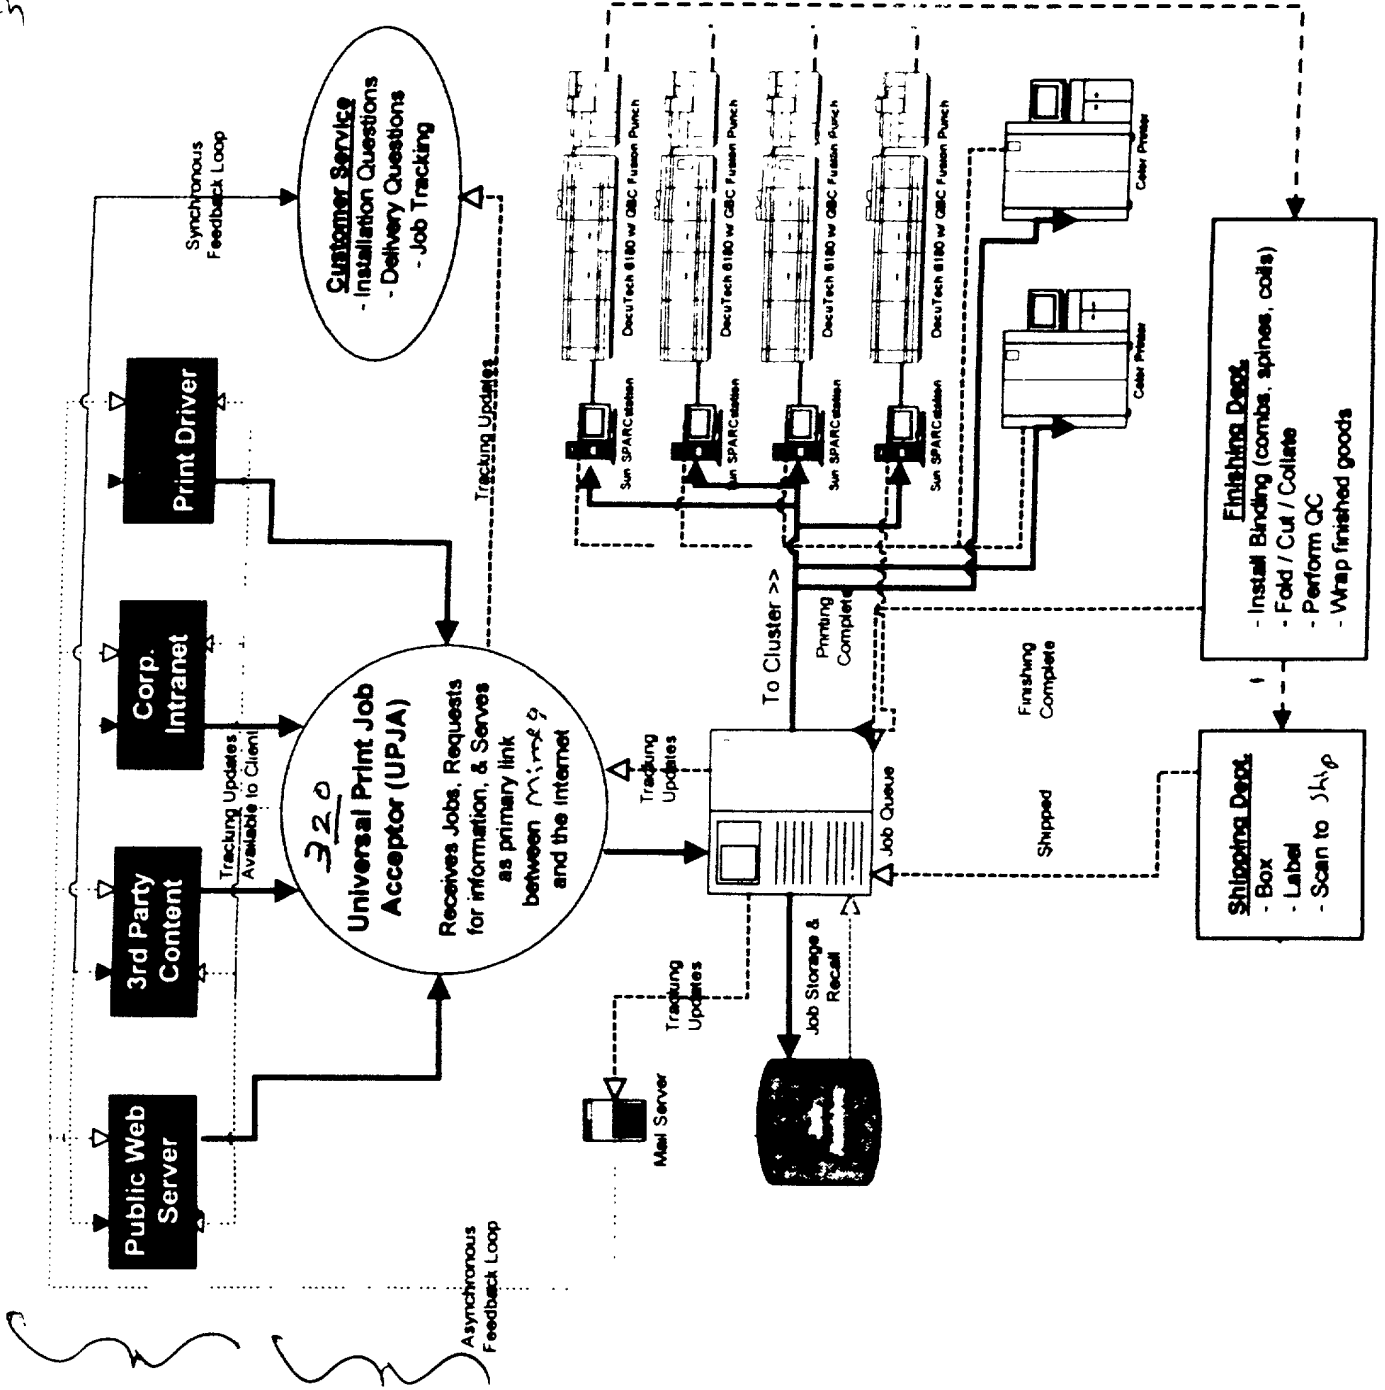 Public Web
Server
3rd Party
Content
Corp.
Intranet
Print Driver
Synchronous
Feedback Loop
Customer Service
- Installation Questions
- Delivery Questions
- Job Tracking
Tracking Updates
Available to Client
Asynchronous
Feedback Loop
320
Universal Print Job
Acceptor (UPJA)
Receives Jobs, Requests
for information, & Serves
as primary link
between
and the Internet
Tracking Updates
Tracking
Updates
Tracking
Updates
Mail Server
Job Storage &
Recall
Job Queue
To Cluster >>
Printing
Complete
Sun SPARCstation
DocuTech 6180 w/ GBC Fusion Punch
Sun SPARCstation
DocuTech 6180 w/ GBC Fusion Punch
Sun SPARCstation
DocuTech 6180 w/ GBC Fusion Punch
Sun SPARCstation
DocuTech 6180 w/ GBC Fusion Punch
Color Printer
Color Printer
Finishing
Complete
Shipped
Shipping Dept.
- Box
- Label
- Scan to ship
Finishing Dept.
- Install Binding (combs, spines, coils)
- Fold / Cut / Collate
- Perform QC
- Wrap finished goods